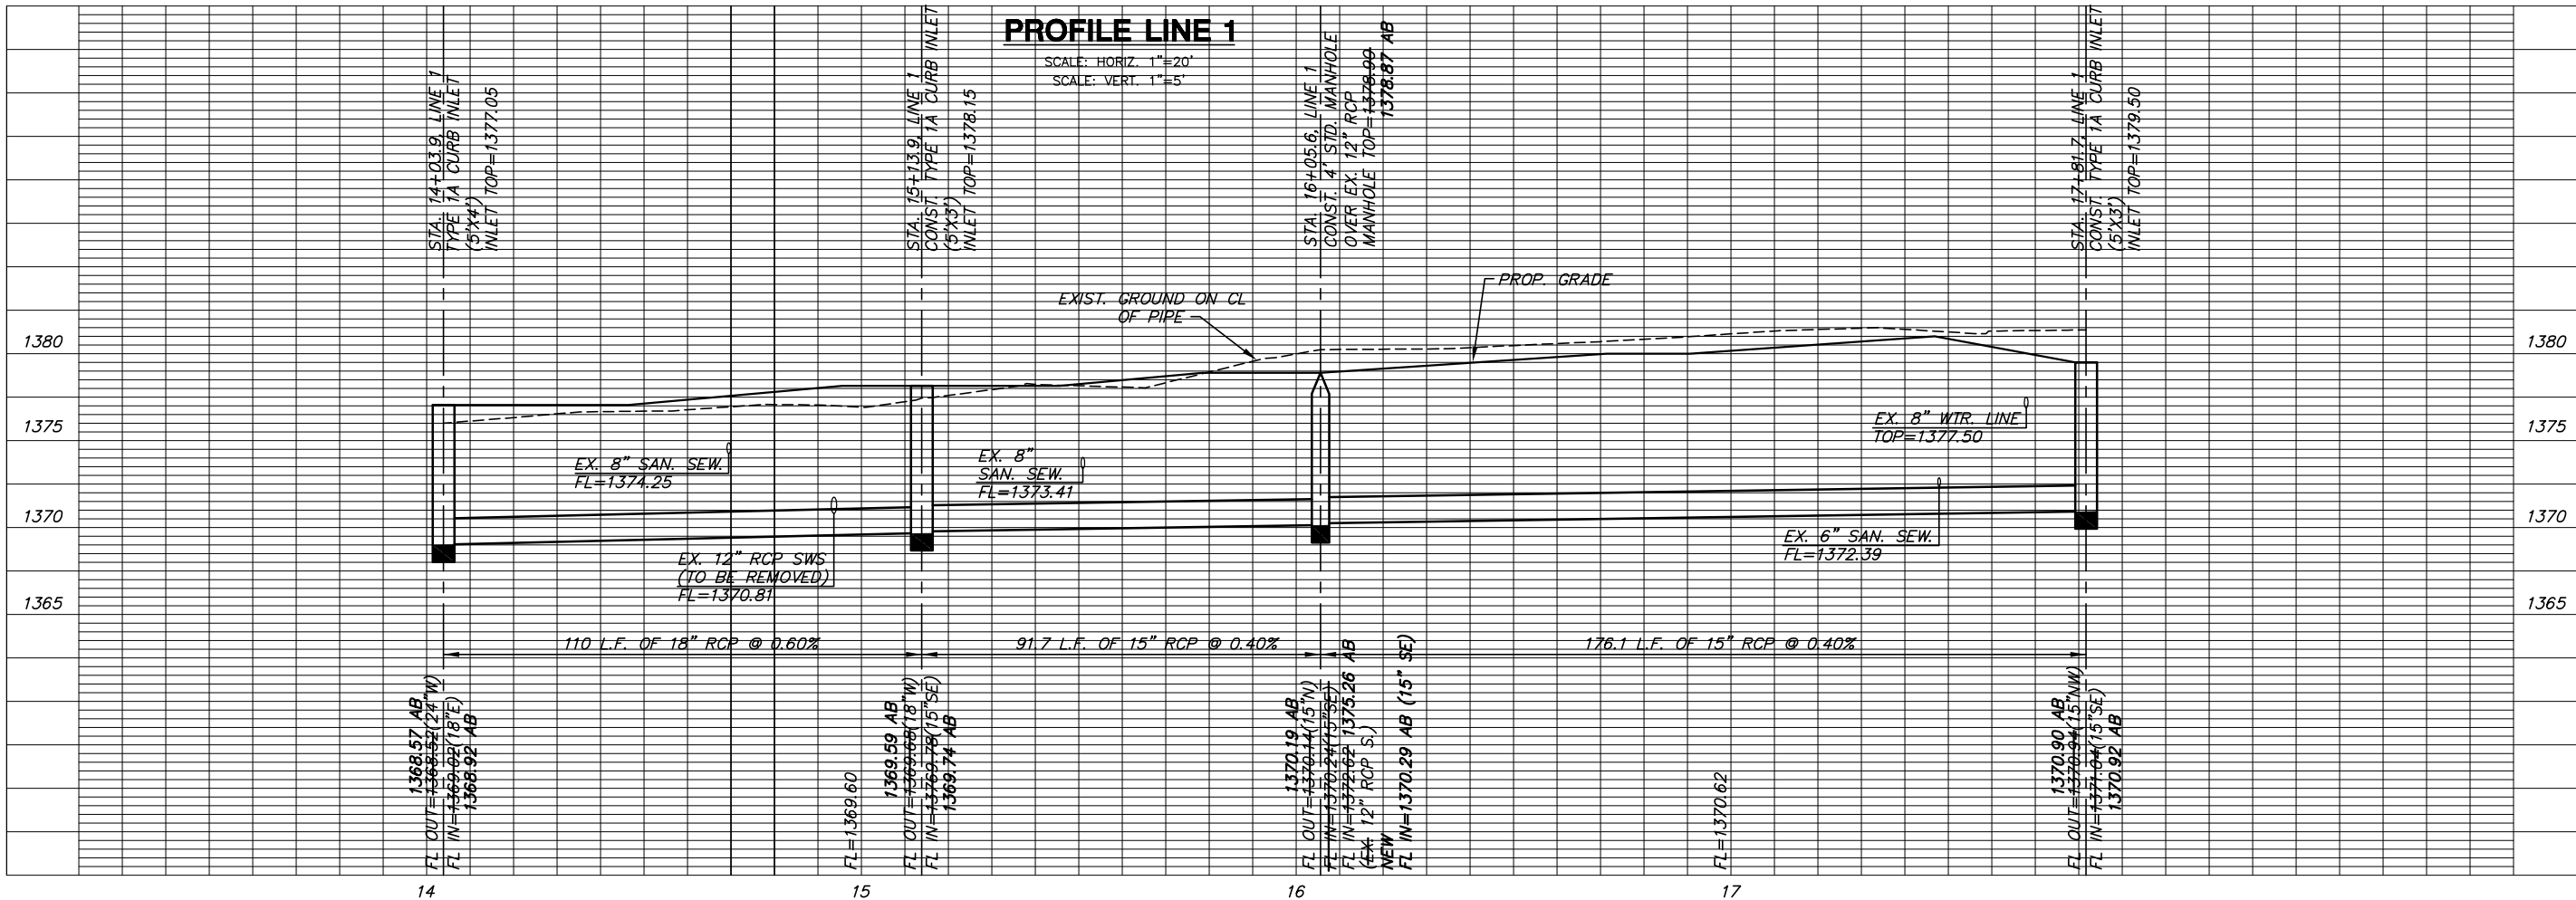 PROFILE LINE 1
SCALE: HORIZ. 1"=20'
SCALE: VERT. 1"=5'
STA. 14+03.9, LINE 1
TYPE 1A CURB INLET
(5'X4')
INLET TOP=1377.05
STA. 15+13.9, LINE 1
CONST. TYPE 1A CURB INLET
(5'X3')
INLET TOP=1378.15
STA. 16+05.6, LINE 1
CONST. 4' STD. MANHOLE
OVER EX. 12" RCP
MANHOLE TOP=1378.99
1378.87 AB
STA. 17+81.7, LINE 1
CONST. TYPE 1A CURB INLET
(5'X3')
INLET TOP=1379.50
EXIST. GROUND ON CL
OF PIPE
PROP. GRADE
1380
1380
1375
1375
1370
1370
1365
1365
EX. 8" SAN. SEW.
FL=1374.25
EX. 8"
SAN. SEW.
FL=1373.41
EX. 8" WTR. LINE
TOP=1377.50
EX. 12" RCP SWS
(TO BE REMOVED)
FL=1370.81
EX. 6" SAN. SEW.
FL=1372.39
110 L.F. OF 18" RCP @ 0.60%
91.7 L.F. OF 15" RCP @ 0.40%
176.1 L.F. OF 15" RCP @ 0.40%
1368.57 AB
FL OUT=1368.52(24"W)
FL IN=1369.02(18"E)
1368.92 AB
FL=1369.60
1369.59 AB
FL OUT=1369.68(18"W)
FL IN=13769.78(15"SE)
1369.74 AB
1370.19 AB
FL OUT=1370.14(15"N)
FL IN=1370.24(15"SE)
FL IN=1372.62 1375.26 AB
(EX. 12" RCP S.)
NEW
FL IN=1370.29 AB (15" SE)
FL=1370.62
1370.90 AB
FL OUT=1370.94(15"NW)
FL IN=1371.04(15"SE)
1370.92 AB
14
15
16
17